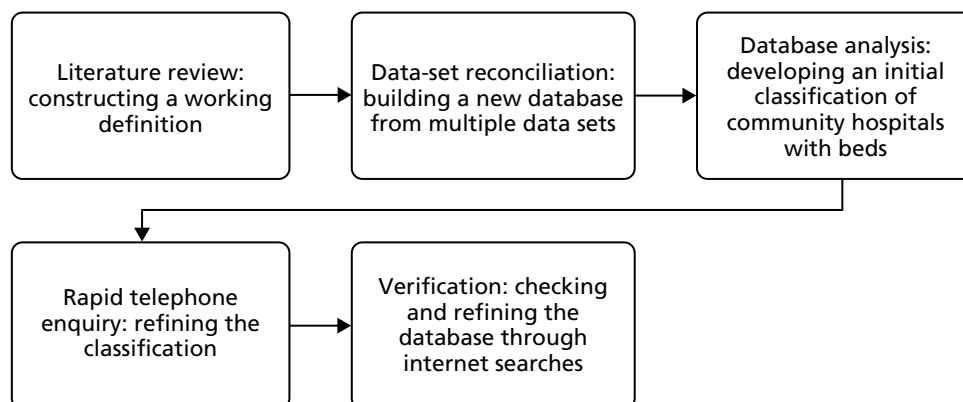 Literature review:
constructing a working
definition
Data-set reconciliation:
building a new database
from multiple data sets
Database analysis:
developing an initial
classification of
community hospitals
with beds
Rapid telephone
enquiry: refining the
classification
Verification: checking
and refining the
database through
internet searches